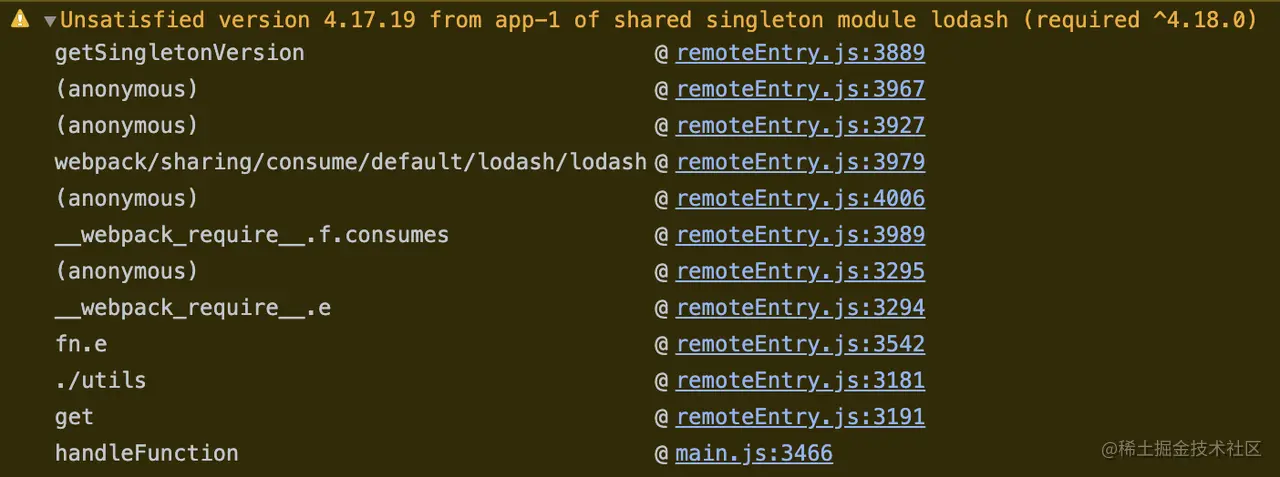 Unsatisfied version 4.17.19 from app-1 of shared singleton module lodash (required ^4.18.0)
getSingletonVersion @ remoteEntry.js:3889
(anonymous) @ remoteEntry.js:3967
(anonymous) @ remoteEntry.js:3927
webpack/sharing/consume/default/lodash/lodash @ remoteEntry.js:3979
(anonymous) @ remoteEntry.js:4006
__webpack_require__.f.consumes @ remoteEntry.js:3989
(anonymous) @ remoteEntry.js:3295
__webpack_require__.e @ remoteEntry.js:3294
fn.e @ remoteEntry.js:3542
./utils @ remoteEntry.js:3181
get @ remoteEntry.js:3191
handleFunction @ main.js:3466
@稀土掘金技术社区